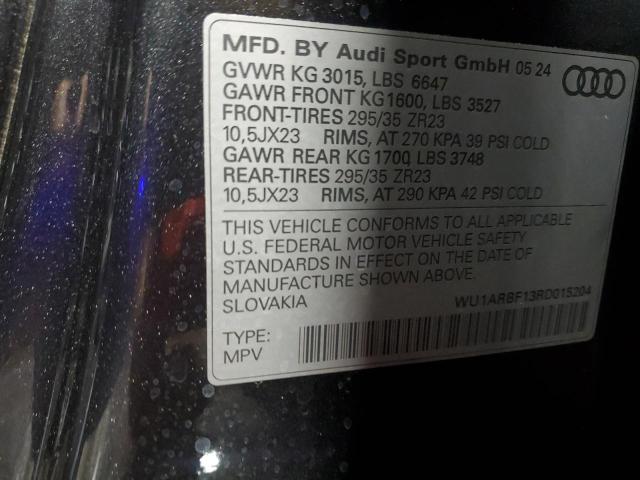 MFD. BY Audi Sport GmbH 05 24
GVWR KG 3015, LBS 6647
GAWR FRONT KG1600, LBS 3527
FRONT-TIRES 295/35 ZR23
10,5JX23 RIMS, AT 270 KPA 39 PSI COLD
GAWR REAR KG 1700, LBS 3748
REAR-TIRES 295/35 ZR23
10,5JX23 RIMS, AT 290 KPA 42 PSI COLD
THIS VEHICLE CONFORMS TO ALL APPLICABLE
U.S. FEDERAL MOTOR VEHICLE SAFETY
STANDARDS IN EFFECT ON THE DATE OF
MANUFACTURE SHOWN ABOVE.
SLOVAKIA
WU1ARBF13RD015204
TYPE:
MPV